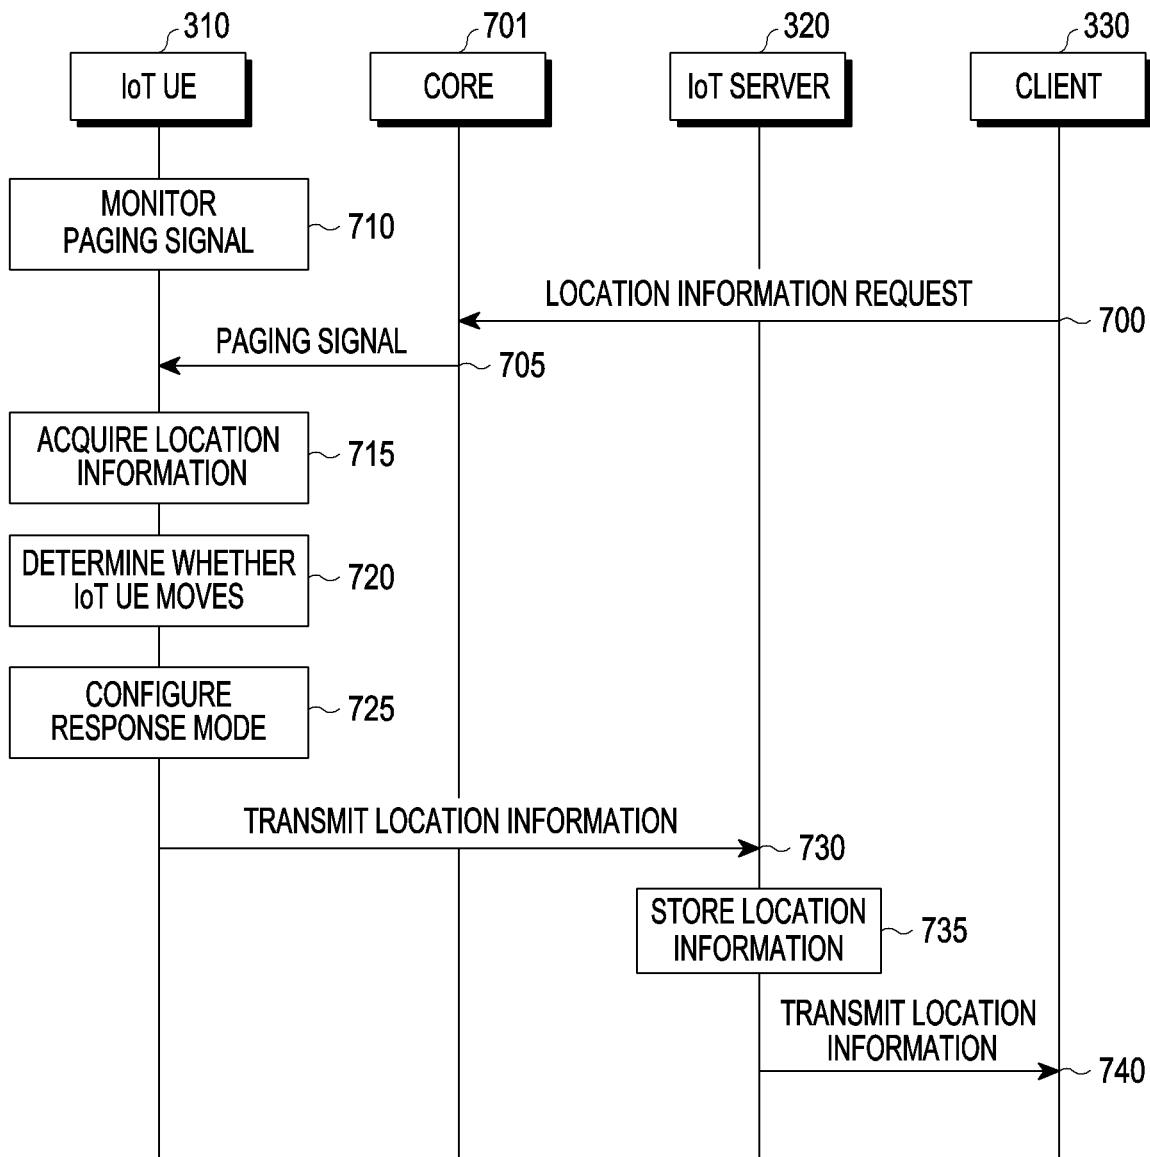 310
701
320
330
IoT UE
CORE
IoT SERVER
CLIENT
MONITOR
PAGING SIGNAL
710
LOCATION INFORMATION REQUEST
700
PAGING SIGNAL
705
ACQUIRE LOCATION
INFORMATION
715
DETERMINE WHETHER
IoT UE MOVES
720
CONFIGURE
RESPONSE MODE
725
TRANSMIT LOCATION INFORMATION
730
STORE LOCATION
INFORMATION
735
TRANSMIT LOCATION
INFORMATION
740